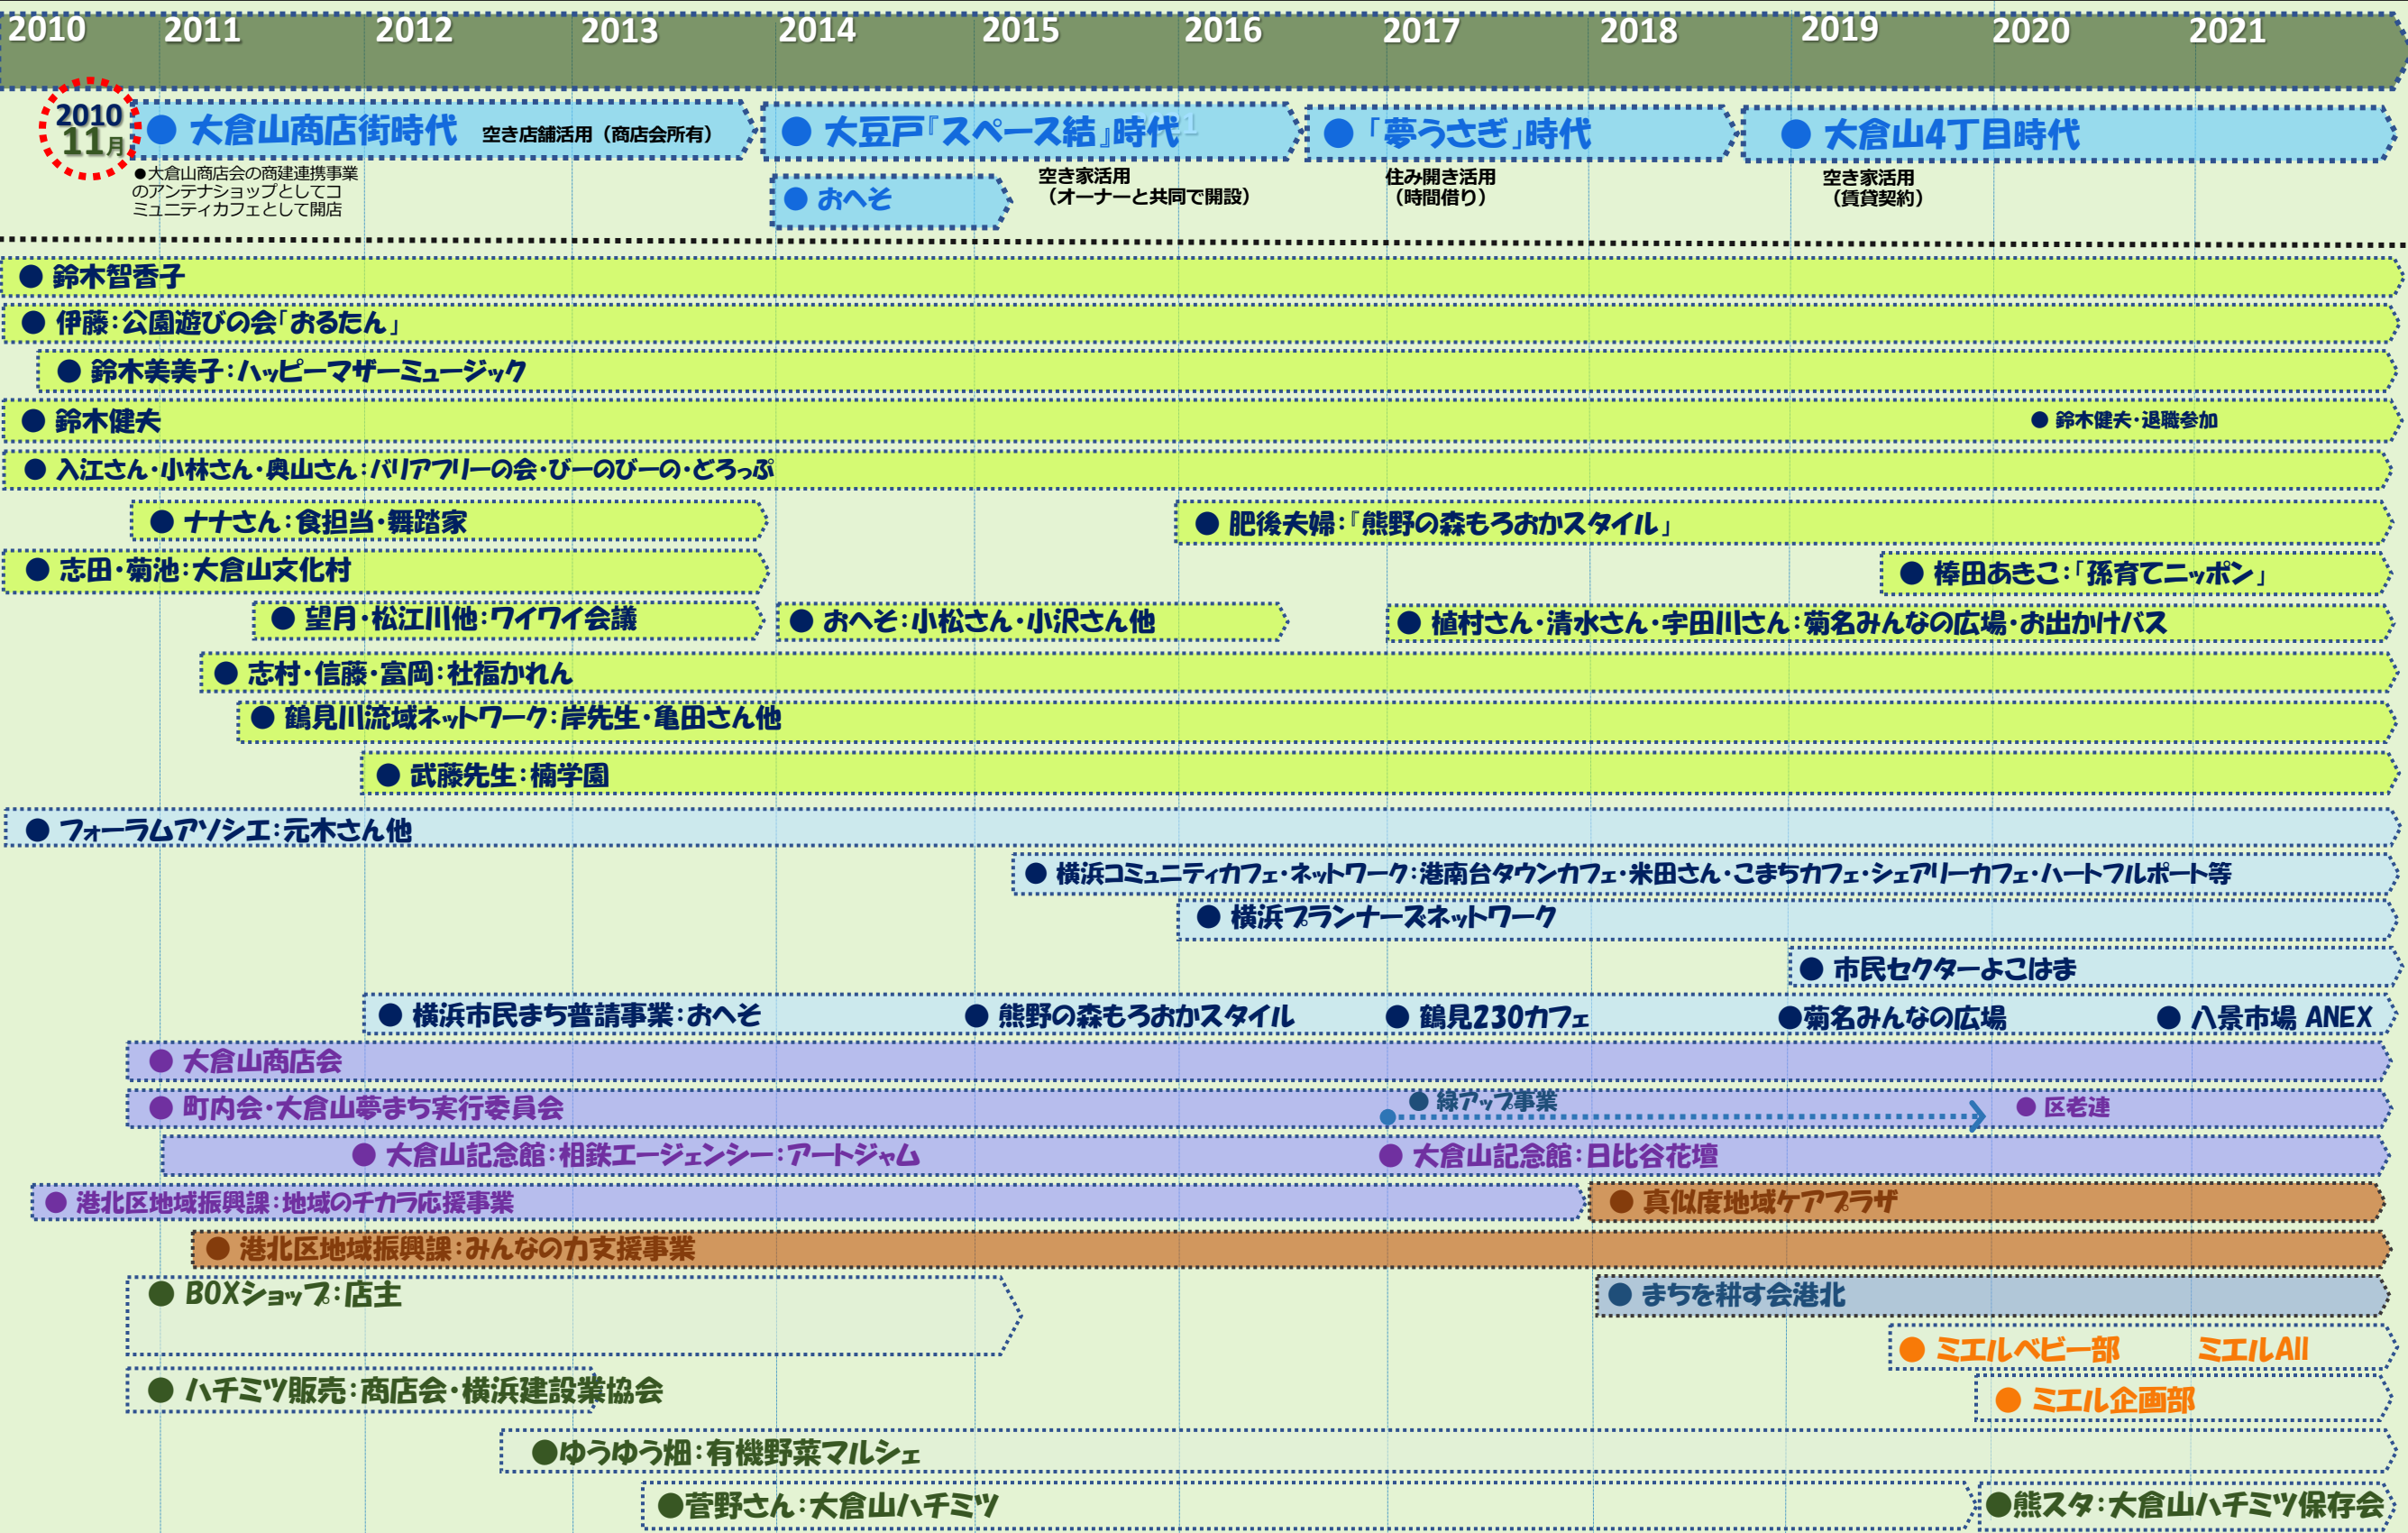 2010 2011 2012 2013 2014 2015 2016 2017 2018 2019 2020 2021
2010
11月
●大倉山商店街時代 空き店舗活用（商店会所有）
●大豆戸『スペース結』時代
●「夢うさぎ」時代
●大倉山4丁目時代
●大倉山商店会の商建連携事業
のアンテナショップとしてコ
ミュニティカフェとして開店
●おへそ
空き家活用
（オーナーと共同で開設）
住み開き活用
（時間借り）
空き家活用
（賃貸契約）
●鈴木智香子
●伊藤：公園遊びの会「おるたん」
●鈴木美美子：ハッピーマザーミュージック
●鈴木健夫
●鈴木健夫・退職参加
●入江さん・小林さん・奥山さん：バリアフリーの会・びーのびーの・どろっぷ
●ナナさん：食担当・舞踏家
●肥後夫婦：『熊野の森もろおかスタイル』
●志田・菊池：大倉山文化村
●棒田あきこ：「孫育てニッポン」
●望月・松江川他：ワイワイ会議
●おへそ：小松さん・小沢さん他
●植村さん・清水さん・宇田川さん：菊名みんなの広場・お出かけバス
●志村・信藤・富岡：社福かれん
●鶴見川流域ネットワーク：岸先生・亀田さん他
●武藤先生：楠学園
●フォーラムアソシエ：元木さん他
●横浜コミュニティカフェ・ネットワーク：港南台タウンカフェ・米田さん・こまちカフェ・シェアリーカフェ・ハートフルポート等
●横浜プランナーズネットワーク
●市民セクターよこはま
●横浜市民まち普請事業：おへそ
●熊野の森もろおかスタイル
●鶴見230カフェ
●菊名みんなの広場
●八景市場 ANEX
●大倉山商店会
●町内会・大倉山夢まち実行委員会
●緑アップ事業
●区老連
●大倉山記念館：相鉄エージェンシー：アートジャム
●大倉山記念館：日比谷花壇
●港北区地域振興課：地域のチカラ応援事業
●真似度地域ケアプラザ
●港北区地域振興課：みんなの力支援事業
●BOXショップ：店主
●まちを耕す会港北
●ミエルベビー部 ミエルAll
●ハチミツ販売：商店会・横浜建設業協会
●ミエル企画部
●ゆうゆう畑：有機野菜マルシェ
●菅野さん：大倉山ハチミツ
●熊スタ：大倉山ハチミツ保存会